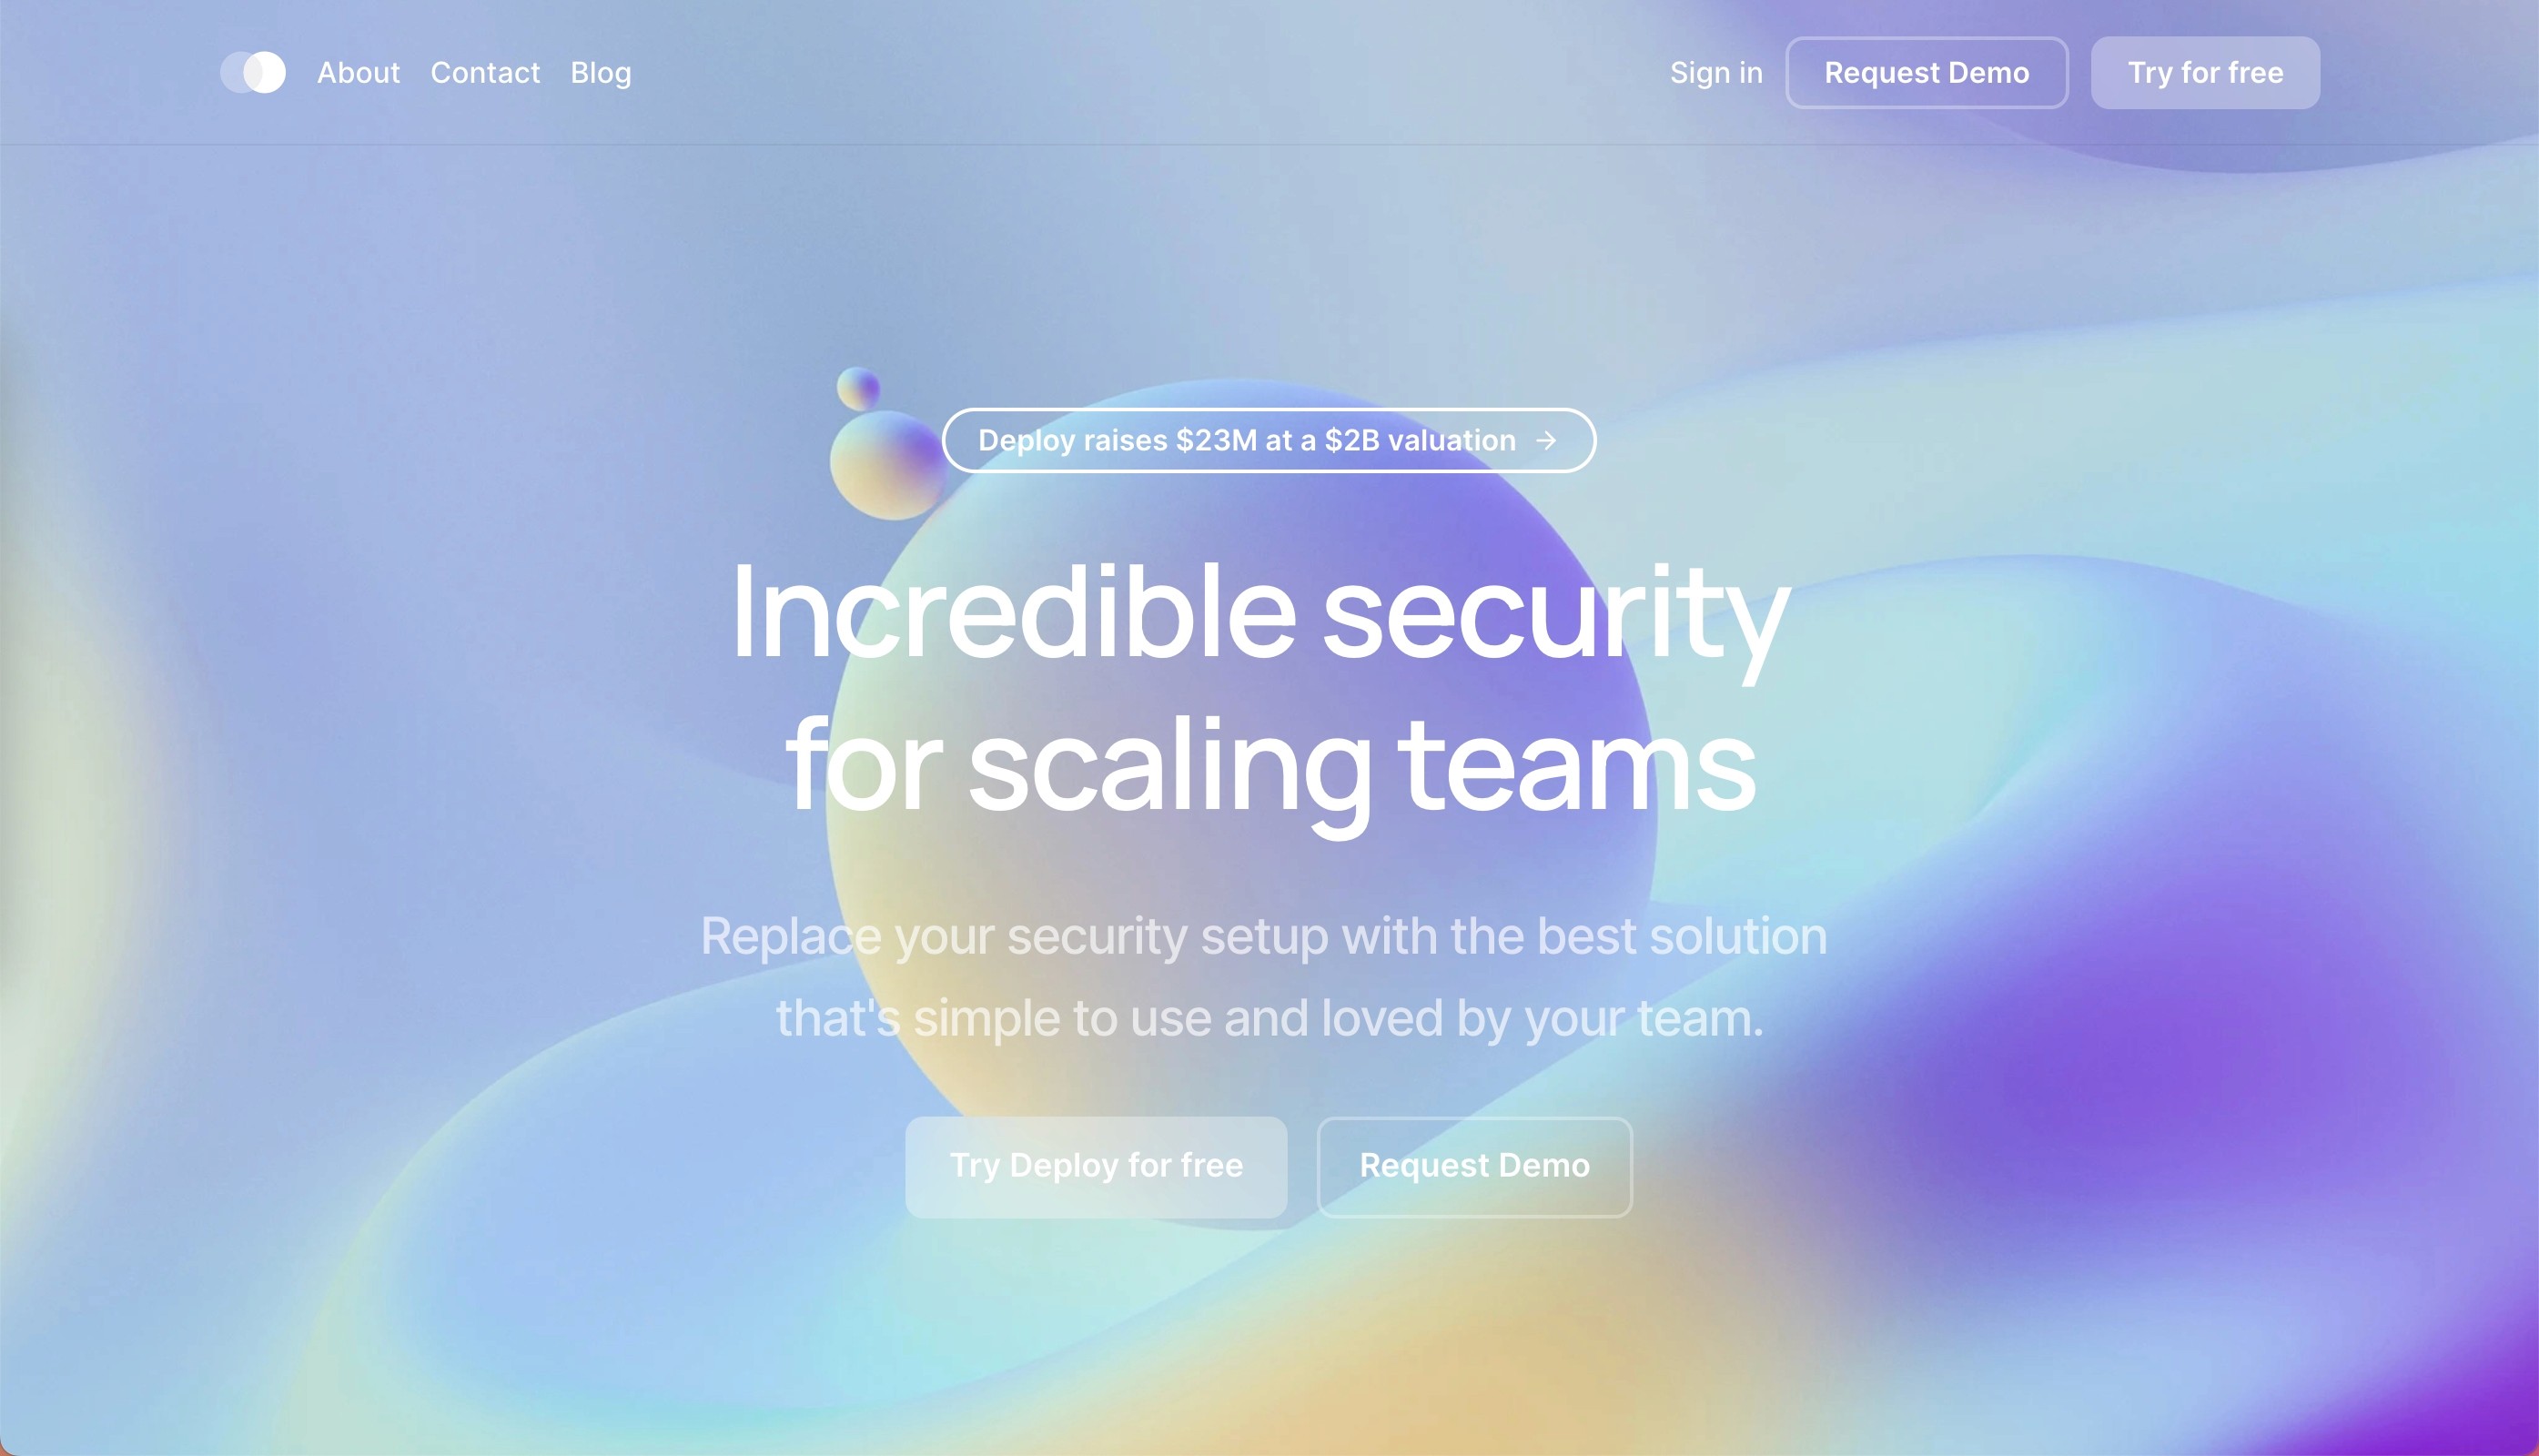 About Contact Blog Sign in Request Demo Try for free
Deploy raises $23M at a $2B valuation →
Incredible security
for scaling teams
Replace your security setup with the best solution
that's simple to use and loved by your team.
Try Deploy for free Request Demo